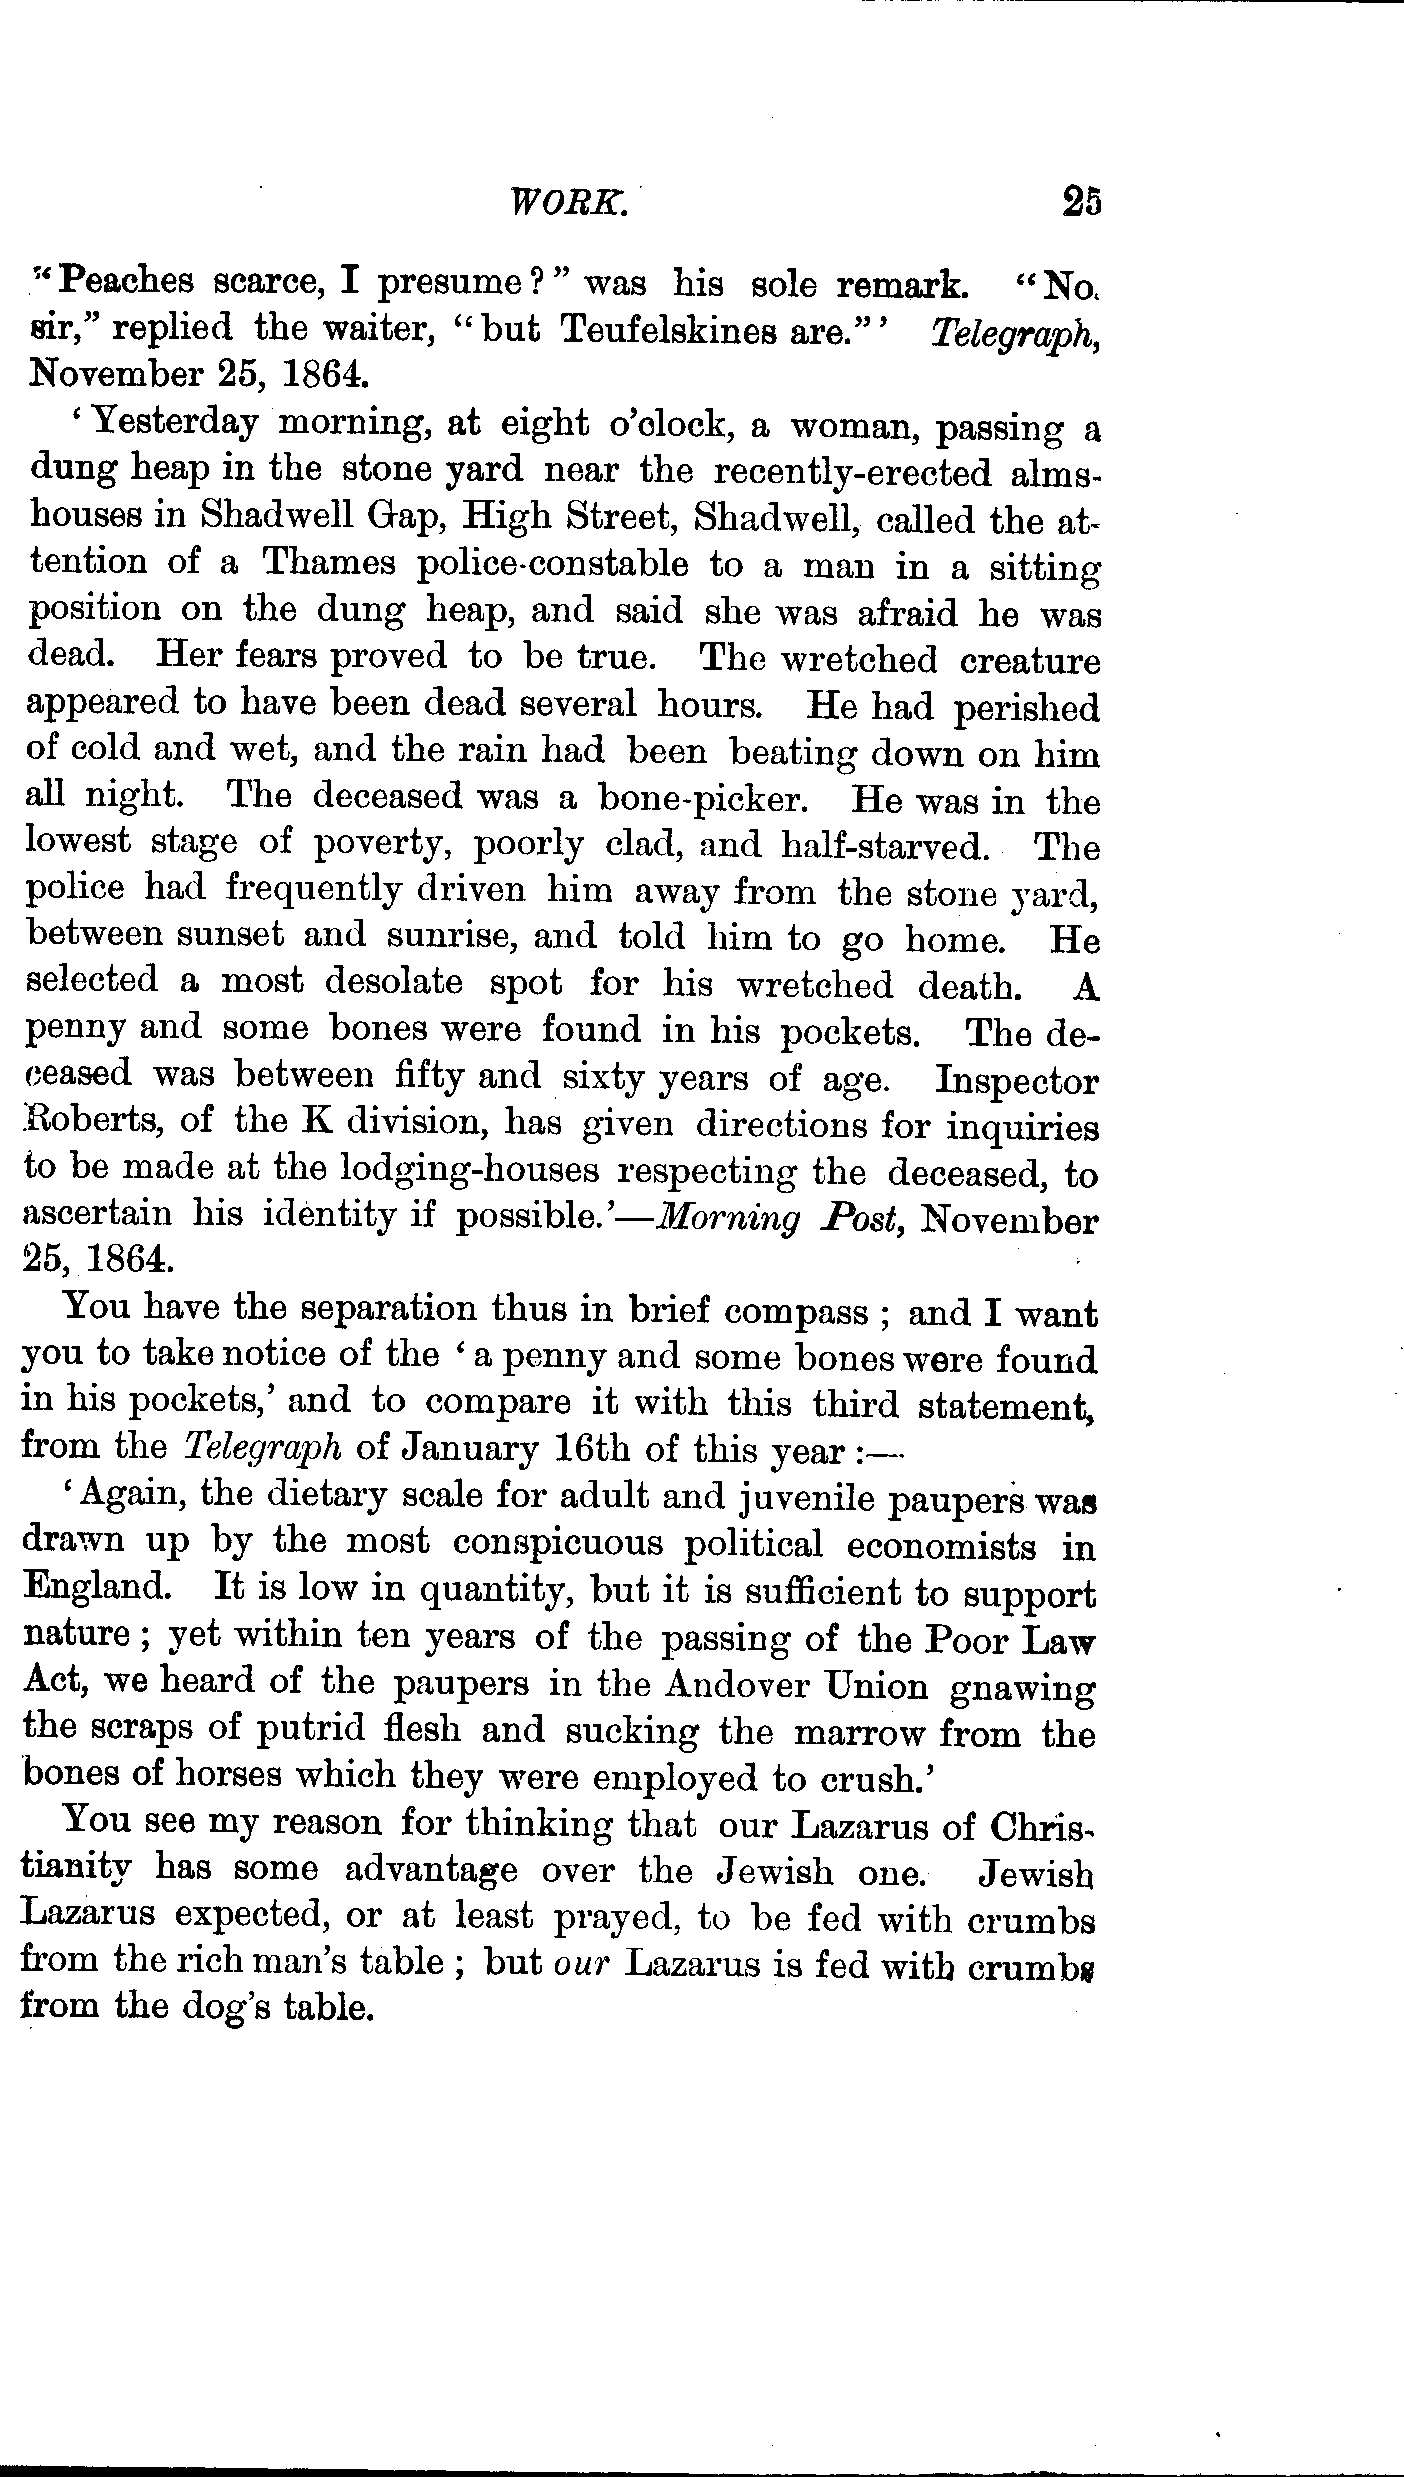 WORK. 25
"Peaches scarce, I presume?" was his sole remark. "No,
sir," replied the waiter, "but Teufelskines are."' Telegraph,
November 25, 1864.
'Yesterday morning, at eight o'clock, a woman, passing a
dung heap in the stone yard near the recently-erected alms-
houses in Shadwell Gap, High Street, Shadwell, called the at-
tention of a Thames police-constable to a man in a sitting
position on the dung heap, and said she was afraid he was
dead. Her fears proved to be true. The wretched creature
appeared to have been dead several hours. He had perished
of cold and wet, and the rain had been beating down on him
all night. The deceased was a bone-picker. He was in the
lowest stage of poverty, poorly clad, and half-starved. The
police had frequently driven him away from the stone yard,
between sunset and sunrise, and told him to go home. He
selected a most desolate spot for his wretched death. A
penny and some bones were found in his pockets. The de-
ceased was between fifty and sixty years of age. Inspector
Roberts, of the K division, has given directions for inquiries
to be made at the lodging-houses respecting the deceased, to
ascertain his identity if possible.'—Morning Post, November
25, 1864.
You have the separation thus in brief compass ; and I want
you to take notice of the 'a penny and some bones were found
in his pockets,' and to compare it with this third statement,
from the Telegraph of January 16th of this year :—
'Again, the dietary scale for adult and juvenile paupers was
drawn up by the most conspicuous political economists in
England. It is low in quantity, but it is sufficient to support
nature ; yet within ten years of the passing of the Poor Law
Act, we heard of the paupers in the Andover Union gnawing
the scraps of putrid flesh and sucking the marrow from the
bones of horses which they were employed to crush.'
You see my reason for thinking that our Lazarus of Chris-
tianity has some advantage over the Jewish one. Jewish
Lazarus expected, or at least prayed, to be fed with crumbs
from the rich man's table ; but our Lazarus is fed with crumbs
from the dog's table.